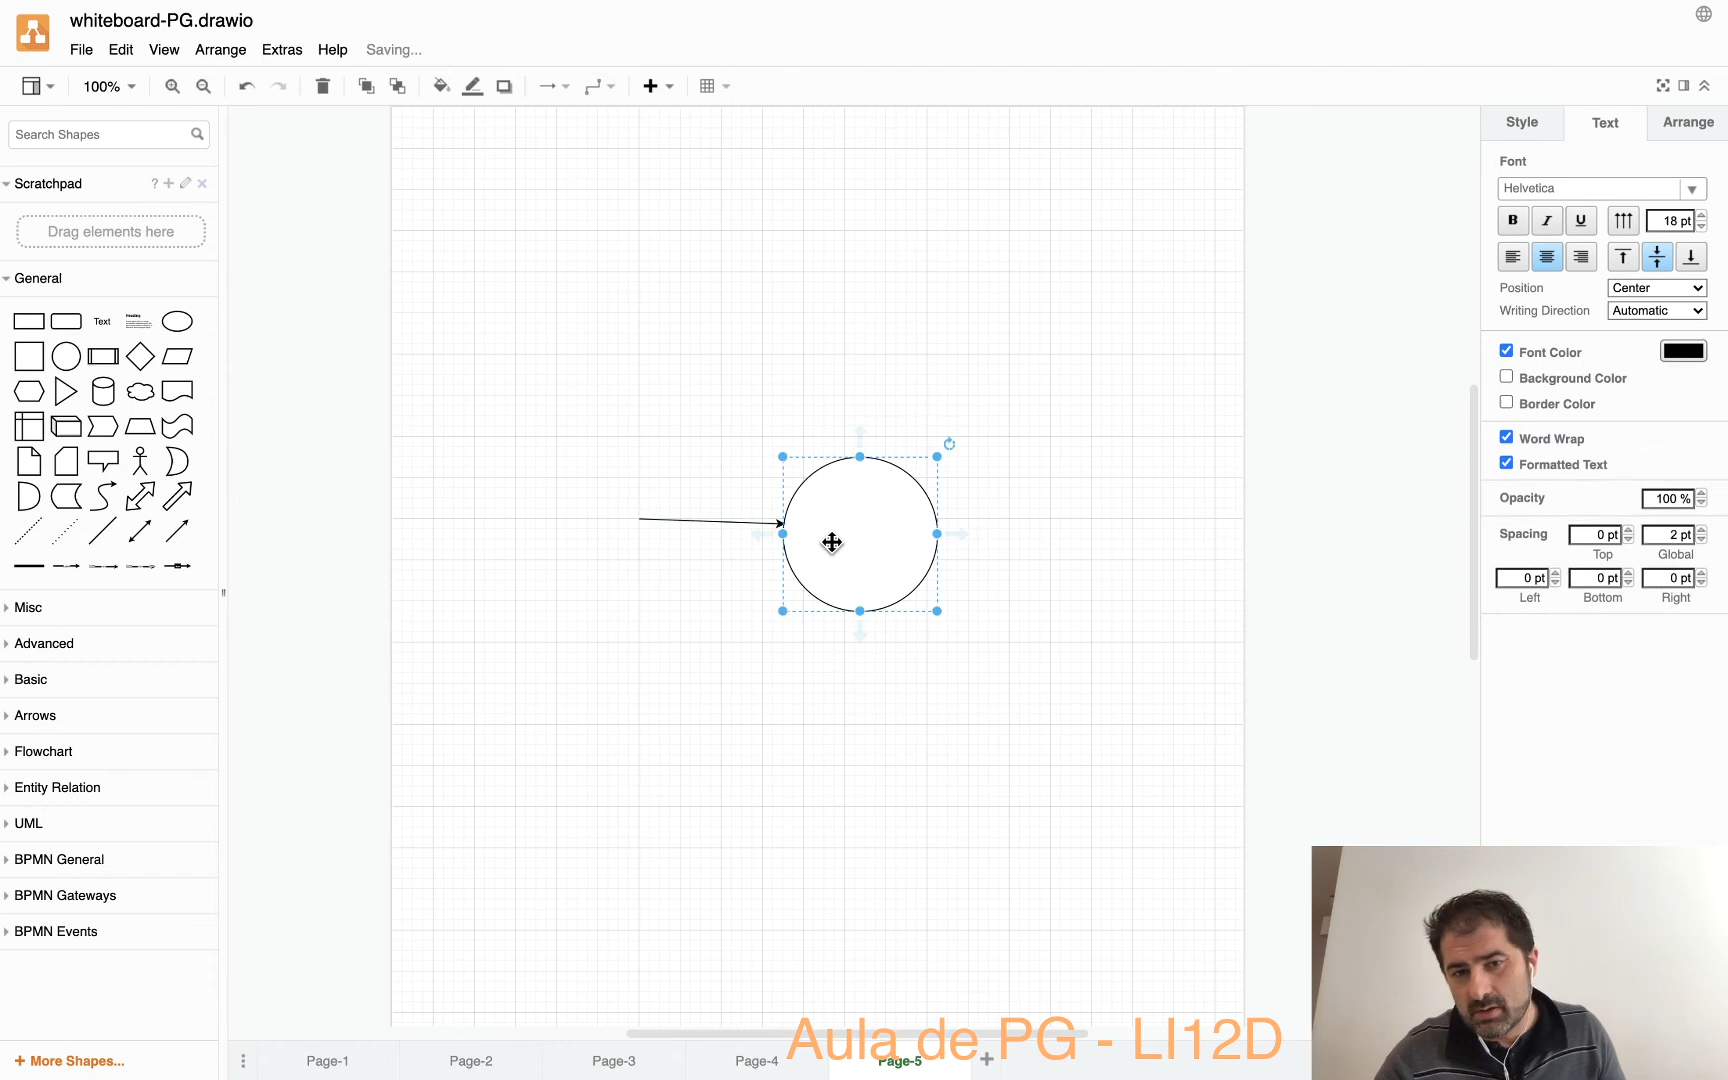 whiteboard-PG.drawio
File Edit View Arrange Extras Help Saving...
100%
Search Shapes
Scratchpad ?
Drag elements here
General
Text
Heading
Misc
Advanced
Basic
Arrows
Flowchart
Entity Relation
UML
BPMN General
BPMN Gateways
BPMN Events
+ More Shapes...
Style Text Arrange
Font
Helvetica
B I U 18 pt
Position Center
Writing Direction Automatic
Font Color
Background Color
Border Color
Word Wrap
Formatted Text
Opacity 100 %
Spacing 0 pt 2 pt
Top Global
0 pt 0 pt 0 pt
Left Bottom Right
Aula de PG - LI12D
Page-1 Page-2 Page-3 Page-4 Page-5